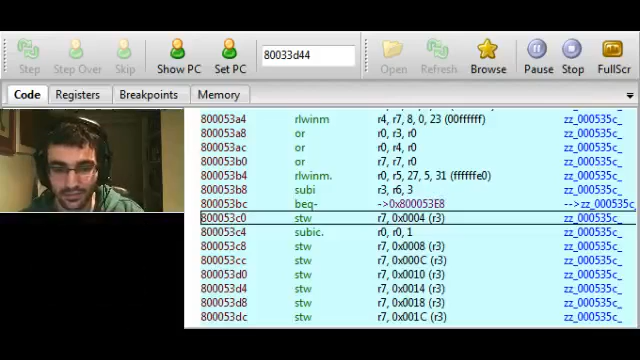 Step Step Over Skip Show PC Set PC 80033d44 Open Refresh Browse Pause Stop FullScr
Code Registers Breakpoints Memory
800053a4 rlwinm r4, r7, 8, 0, 23 (00ffffff) zz_000535c_
800053a8 or r0, r3, r0 zz_000535c_
800053ac or r0, r4, r0 zz_000535c_
800053b0 or r7, r7, r0 zz_000535c_
800053b4 rlwinm. r0, r5, 27, 5, 31 (ffffffe0) zz_000535c_
800053b8 subi r3, r6, 3 zz_000535c_
800053bc beq- ->0x800053E8 -->zz_000535c_
800053c0 stw r7, 0x0004 (r3) zz_000535c_
800053c4 subic. r0, r0, 1 zz_000535c_
800053c8 stw r7, 0x0008 (r3) zz_000535c_
800053cc stw r7, 0x000C (r3) zz_000535c_
800053d0 stw r7, 0x0010 (r3) zz_000535c_
800053d4 stw r7, 0x0014 (r3) zz_000535c_
800053d8 stw r7, 0x0018 (r3) zz_000535c_
800053dc stw r7, 0x001C (r3) zz_000535c_